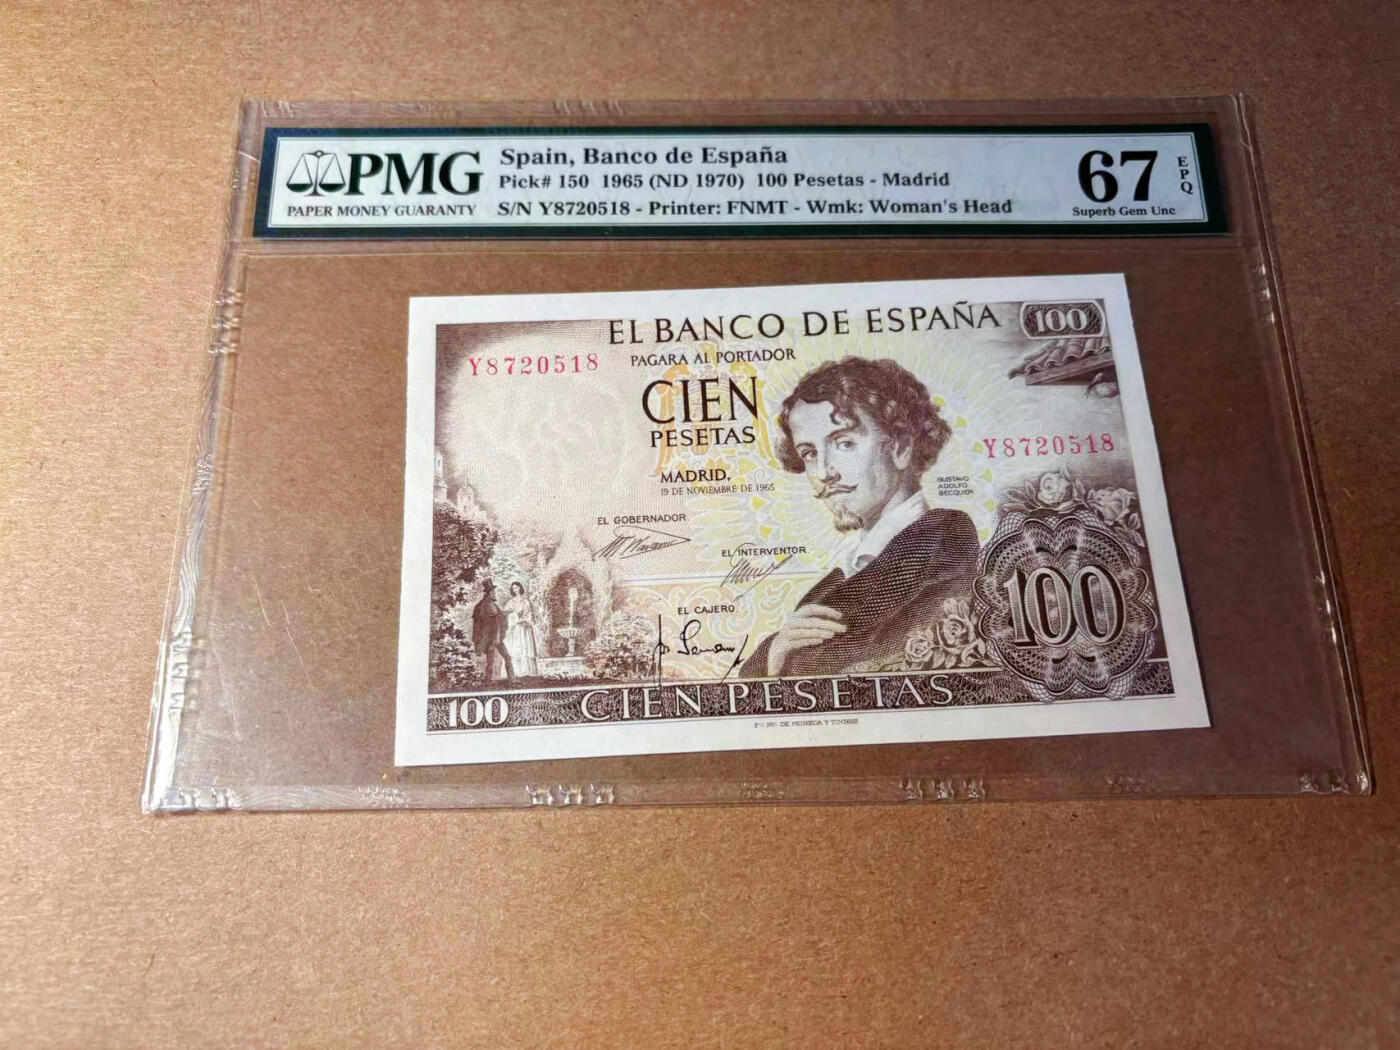 PMG
PAPER MONEY GUARANTY
Spain, Banco de España
Pick# 150 1965 (ND 1970) 100 Pesetas - Madrid
S/N Y8720518 - Printer: FNMT - Wmk: Woman's Head
67
EPQ
Superb Gem Unc
EL BANCO DE ESPAÑA
100
Y8720518
PAGARA AL PORTADOR
CIEN
PESETAS
Y8720518
MADRID,
19 DE NOVIEMBRE DE 1965
GUSTAVO
ADOLFO
BECQUER
EL GOBERNADOR.
EL INTERVENTOR.
EL CAJERO.
100
100
CIEN PESETAS
DE MONEDA Y TIMBRE